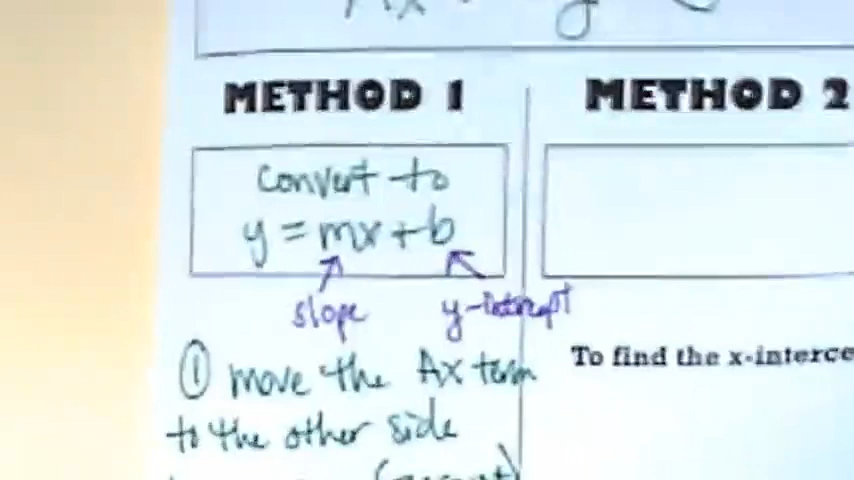 Ax y
METHOD 1
METHOD 2
convert to
y = mx + b
slope
y-intercept
To find the x-interce
① move the Ax term
to the other side